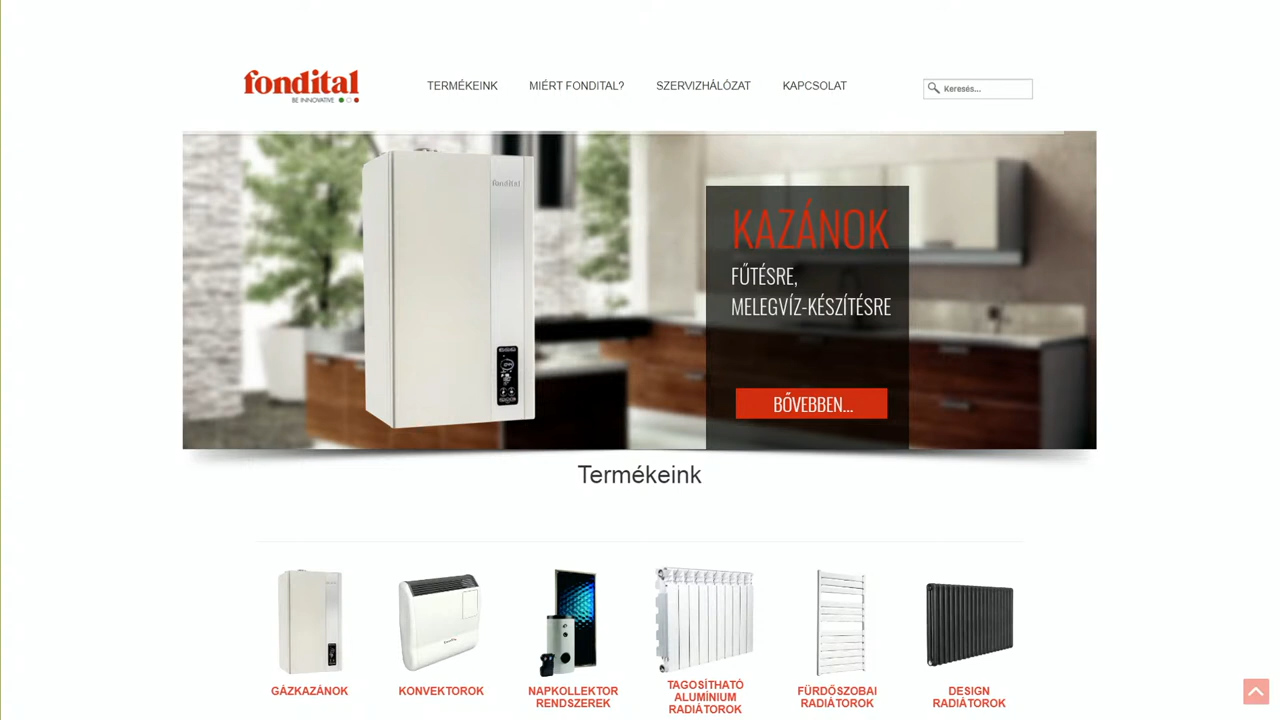 fondital
BE INNOVATIVE
TERMÉKEINK
MIÉRT FONDITAL?
SZERVIZHÁLÓZAT
KAPCSOLAT
Keresés...
fondital
KAZÁNOK
FŰTÉSRE,
MELEGVÍZ-KÉSZÍTÉSRE
BŐVEBBEN...
Termékeink
GÁZKAZÁNOK
KONVEKTOROK
NAPKOLLEKTOR
RENDSZEREK
TAGOSÍTHATÓ
ALUMÍNIUM
RADIÁTOROK
FÜRDŐSZOBAI
RADIÁTOROK
DESIGN
RADIÁTOROK